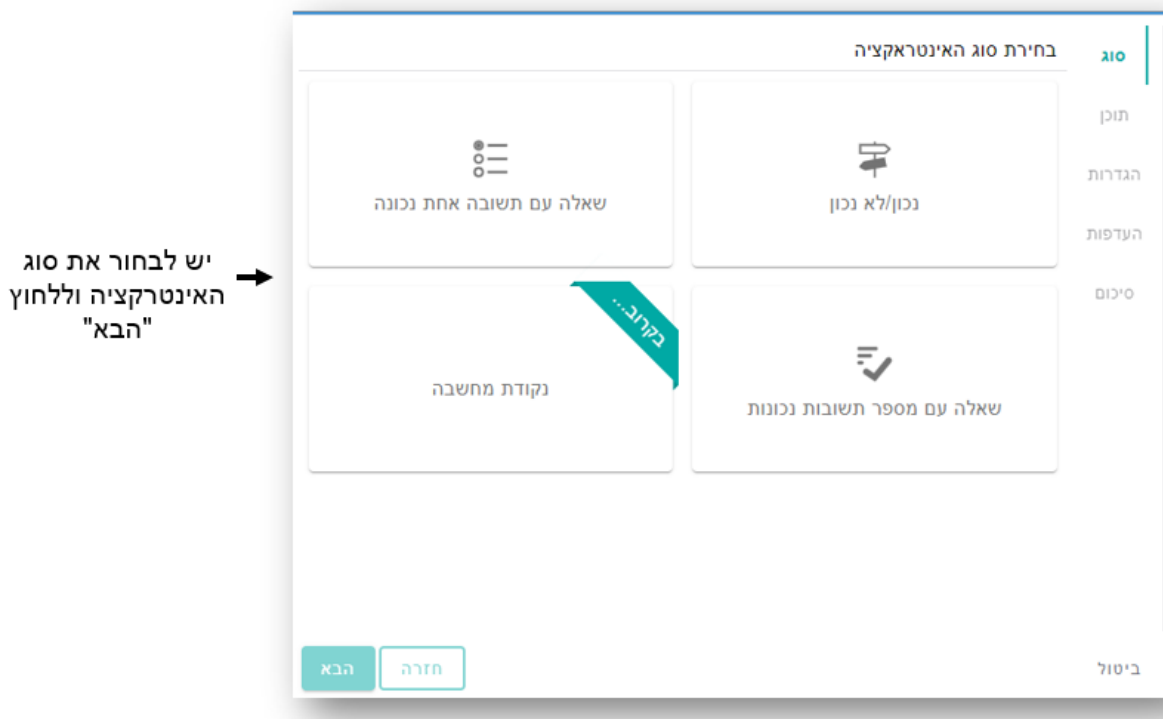 סוג
תוכן
הגדרות
העדפות
סיכום
בחירת סוג האינטראקציה
נכון/לא נכון
שאלה עם תשובה אחת נכונה
שאלה עם מספר תשובות נכונות
בקרוב...
נקודת מחשבה
ביטול
חזרה
הבא
יש לבחור את סוג
האינטרקציה וללחוץ
"הבא"